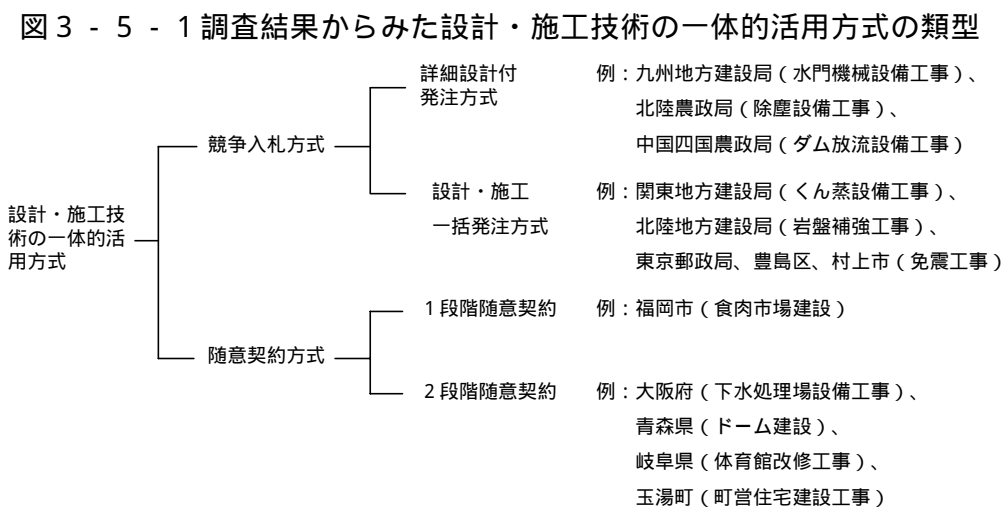 図3-5-1調査結果からみた設計・施工技術の一体的活用方式の類型
詳細設計付
発注方式
例：九州地方建設局（水門機械設備工事）、
北陸農政局（除塵設備工事）、
中国四国農政局（ダム放流設備工事）
競争入札方式
設計・施工
一括発注方式
例：関東地方建設局（くん蒸設備工事）、
北陸地方建設局（岩盤補強工事）、
東京郵政局、豊島区、村上市（免震工事）
設計・施工技
術の一体的活
用方式
1段階随意契約
例：福岡市（食肉市場建設）
随意契約方式
2段階随意契約
例：大阪府（下水処理場設備工事）、
青森県（ドーム建設）、
岐阜県（体育館改修工事）、
玉湯町（町営住宅建設工事）